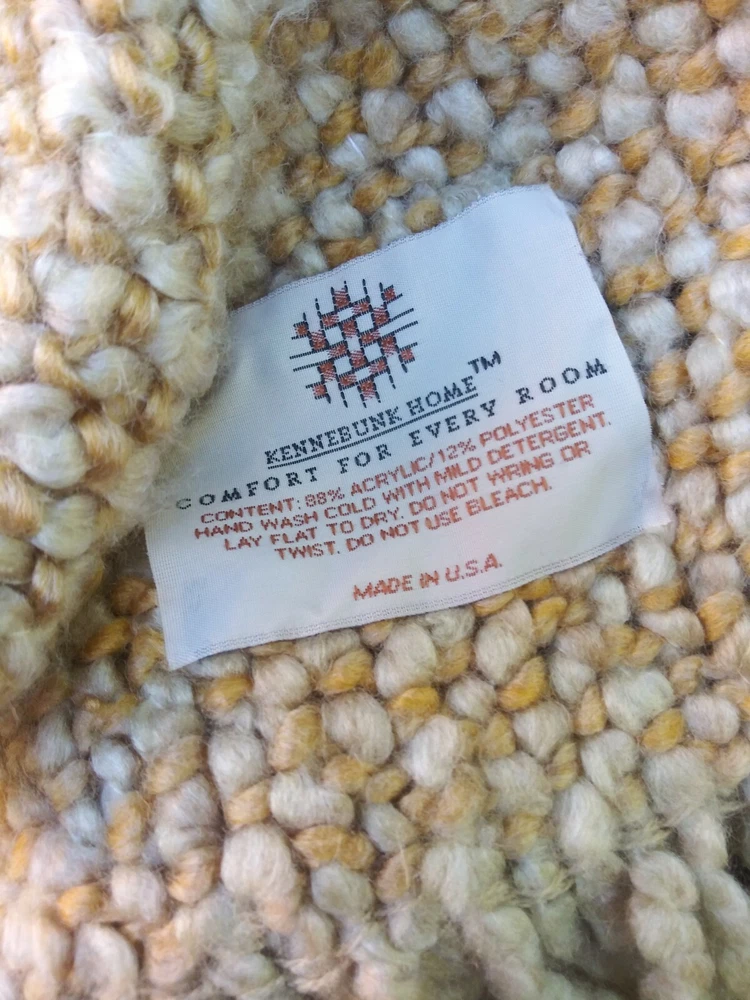 KENNEBUNK HOME™
COMFORT FOR EVERY ROOM
CONTENT: 88% ACRYLIC/12% POLYESTER
HAND WASH COLD WITH MILD DETERGENT.
LAY FLAT TO DRY. DO NOT WRING OR
TWIST. DO NOT USE BLEACH.
MADE IN U.S.A.